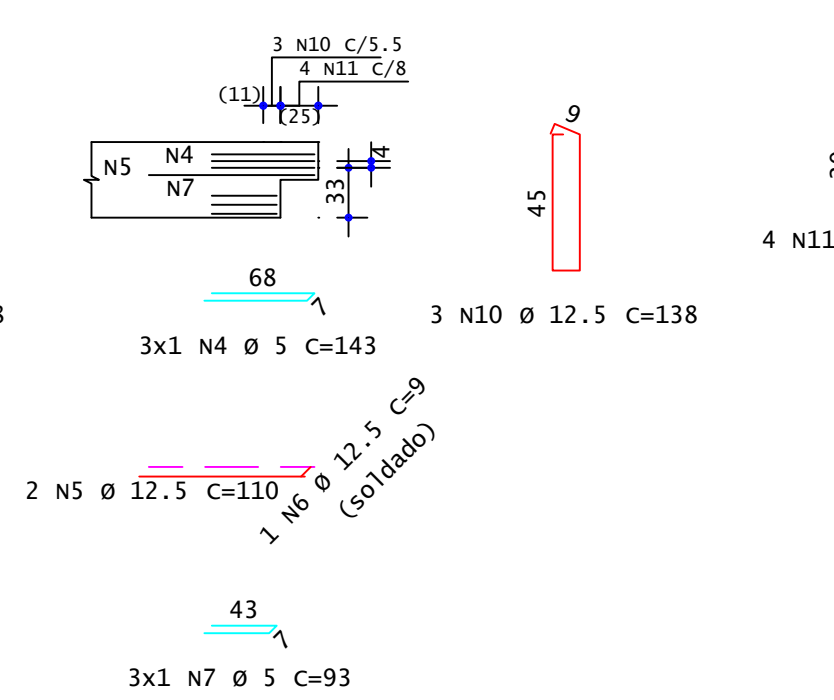 3 N10 C/5.5
4 N11 C/8
(11)
(25)
N4
N5
N7
4
33
9
45
4 N11
68
7
3 N10 Ø 12.5 C=138
3x1 N4 Ø 5 C=143
2 N5 Ø 12.5 C=110
1 N6 Ø 12.5 C=9
(soldado)
43
7
3x1 N7 Ø 5 C=93